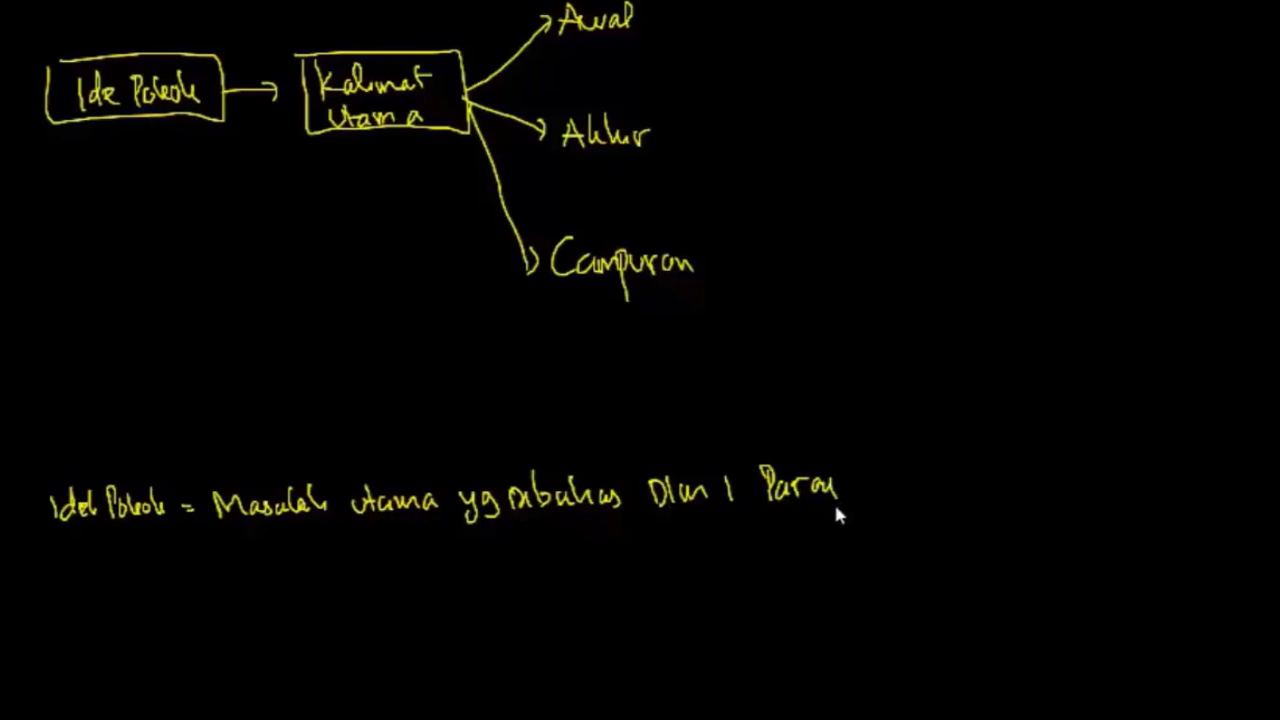 Awal
Ide Pokok
Kalimat
Utama
Akhir
Campuran
Ide Pokok = Masalah utama yg dibahas Dlm 1 Parag